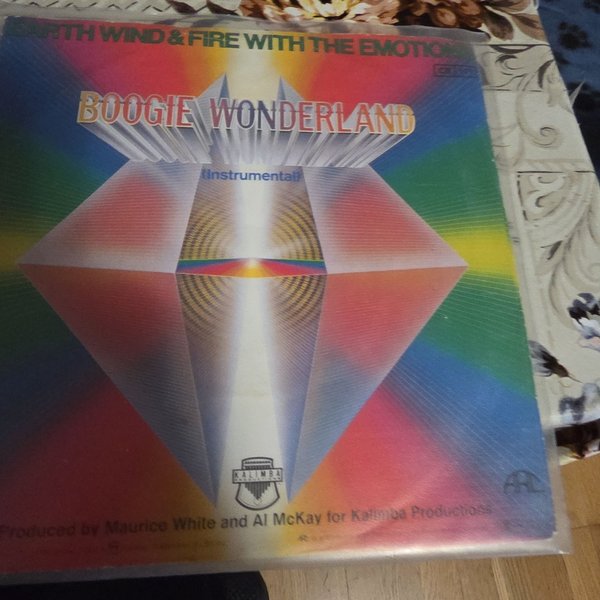 EARTH WIND & FIRE WITH THE EMOTIONS
BOOGIE WONDERLAND
(Instrumental)
KALIMBA
PRODUCTIONS
ARC
Produced by Maurice White and Al McKay for Kalimba Productions